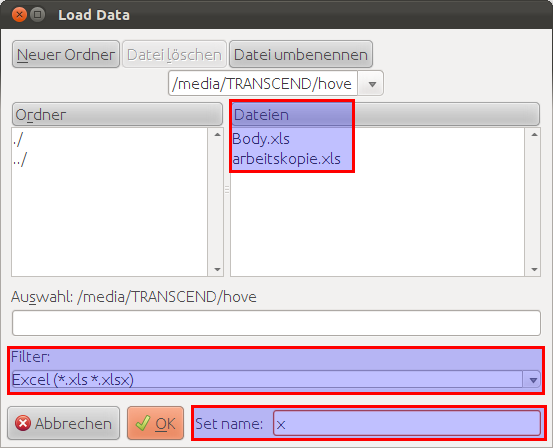 Load Data
Neuer Ordner Datei löschen Datei umbenennen
/media/TRANSCEND/hove
Ordner Dateien
./ Body.xls
../ arbeitskopie.xls
Auswahl: /media/TRANSCEND/hove
Filter:
Excel (*.xls *.xlsx)
Abbrechen OK Set name: x